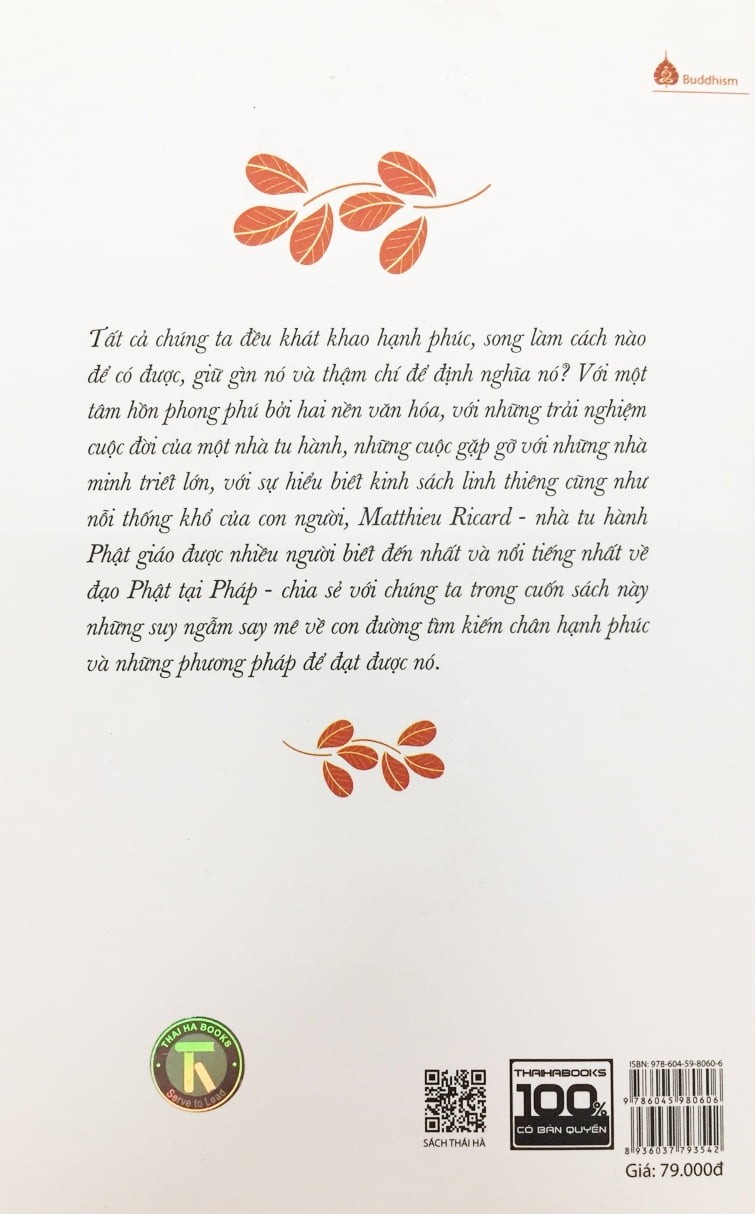 Buddhism
Tất cả chúng ta đều khát khao hạnh phúc, song làm cách nào
để có được, giữ gìn nó và thậm chí để định nghĩa nó? Với một
tâm hồn phong phú bởi hai nền văn hóa, với những trải nghiệm
cuộc đời của một nhà tu hành, những cuộc gặp gỡ với những nhà
minh triết lớn, với sự hiểu biết kinh sách linh thiêng cũng như
nỗi thống khổ của con người, Matthieu Ricard - nhà tu hành
Phật giáo được nhiều người biết đến nhất và nổi tiếng nhất về
đạo Phật tại Pháp - chia sẻ với chúng ta trong cuốn sách này
những suy ngẫm say mê về con đường tìm kiếm chân hạnh phúc
và những phương pháp để đạt được nó.
THAI HA BOOKS
Serve to Lead
SÁCH THÁI HÀ
THAIHABOOKS
100%
CÓ BẢN QUYỀN
ISBN: 978-604-59-8060-6
9 786045 980606
8 936037 793542
Giá: 79.000đ